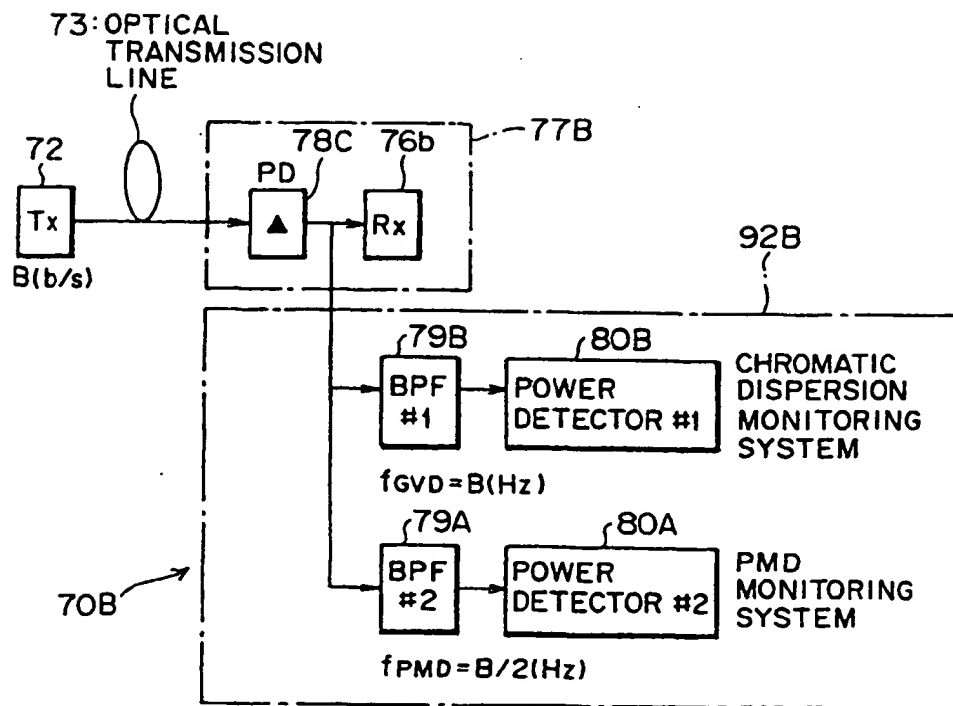 73: OPTICAL
TRANSMISSION
LINE
72
78C
76b
77B
PD
Tx
▲
Rx
B(b/s)
92B
79B
80B
BPF
#1
POWER
DETECTOR #1
CHROMATIC
DISPERSION
MONITORING
SYSTEM
fGVD=B(Hz)
79A
80A
BPF
#2
POWER
DETECTOR #2
PMD
MONITORING
SYSTEM
70B
fPMD=B/2(Hz)